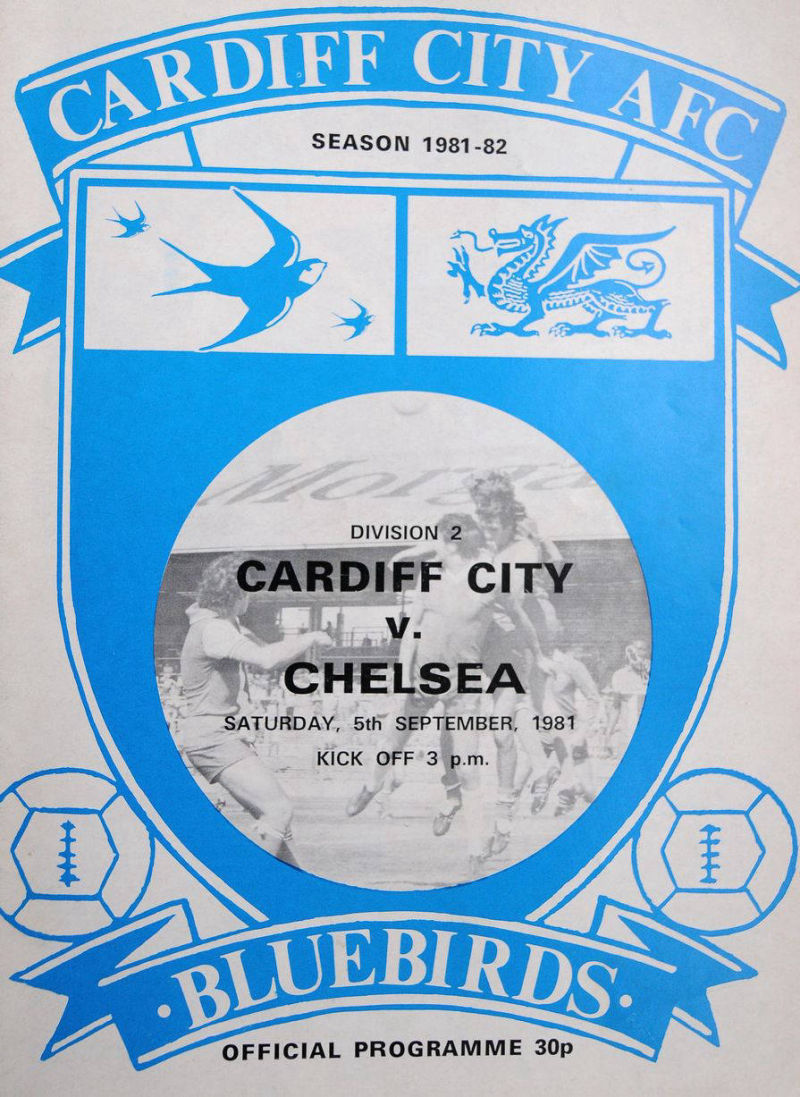 CARDIFF CITY AFC
SEASON 1981-82
DIVISION 2
CARDIFF CITY
v.
CHELSEA
SATURDAY, 5th SEPTEMBER, 1981
KICK OFF 3 p.m.
·BLUEBIRDS·
OFFICIAL PROGRAMME 30p